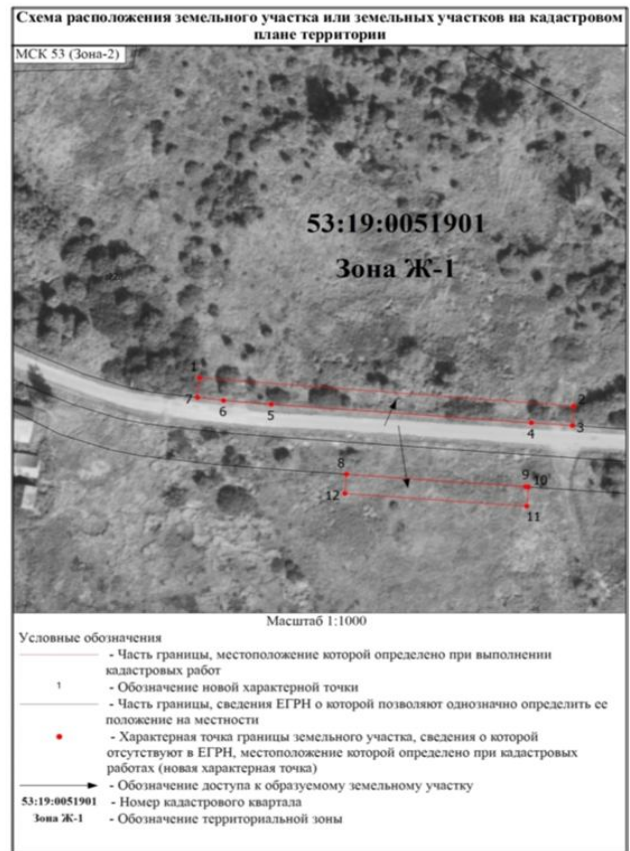 Схема расположения земельного участка или земельных участков на кадастровом
плане территории
МСК 53 (Зона-2)
53:19:0051901
Зона Ж-1
1
2
7
6
5
4
3
8
9
10
12
11
Масштаб 1:1000
Условные обозначения
- Часть границы, местоположение которой определено при выполнении
кадастровых работ
1 - Обозначение новой характерной точки
- Часть границы, сведения ЕГРН о которой позволяют однозначно определить ее
положение на местности
- Характерная точка границы земельного участка, сведения о которой
отсутствуют в ЕГРН, местоположение которой определено при кадастровых
работах (новая характерная точка)
- Обозначение доступа к образуемому земельному участку
53:19:0051901 - Номер кадастрового квартала
Зона Ж-1 - Обозначение территориальной зоны